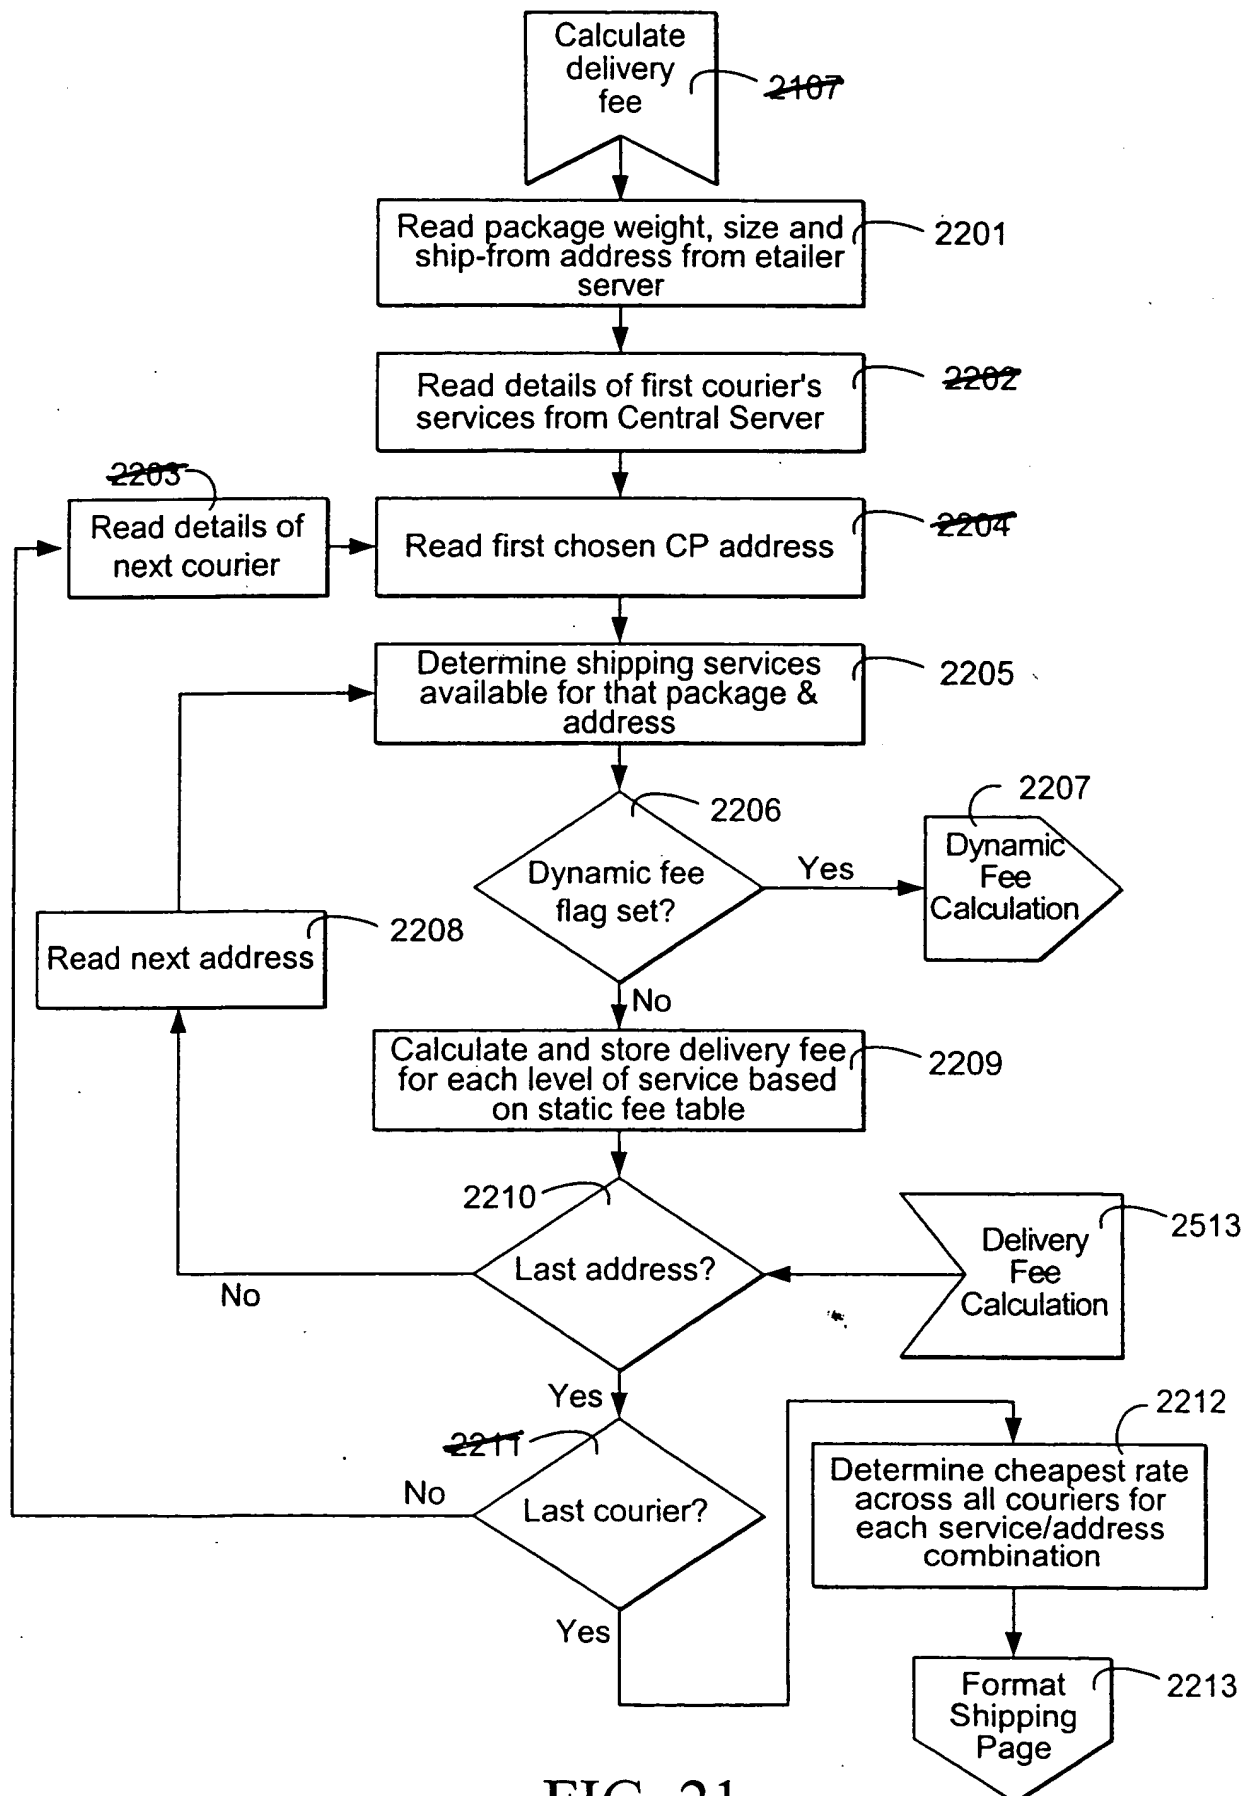 Calculate
delivery
fee
2107
Read package weight, size and
ship-from address from etailer
server
2201
Read details of first courier's
services from Central Server
2202
2203
Read details of
next courier
Read first chosen CP address
2204
Determine shipping services
available for that package &
address
2205
2206
Dynamic fee
flag set?
Yes
2207
Dynamic
Fee
Calculation
Read next address
2208
No
Calculate and store delivery fee
for each level of service based
on static fee table
2209
2210
Last address?
No
2513
Delivery
Fee
Calculation
Yes
2211
Last courier?
No
Yes
2212
Determine cheapest rate
across all couriers for
each service/address
combination
Format
Shipping
Page
2213
FIG. 21